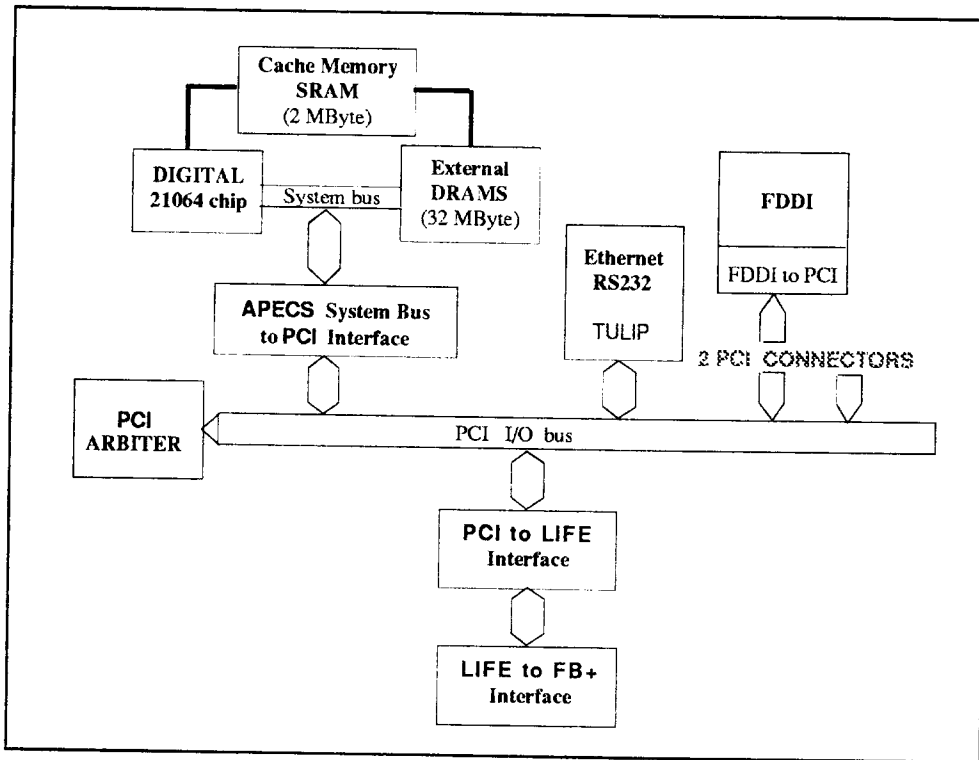 Cache Memory
SRAM
(2 MByte)
DIGITAL
21064 chip
System bus
External
DRAMS
(32 MByte)
FDDI
FDDI to PCI
Ethernet
RS232
TULIP
APECS System Bus
to PCI Interface
2 PCI CONNECTORS
PCI
ARBITER
PCI I/O bus
PCI to LIFE
Interface
LIFE to FB+
Interface